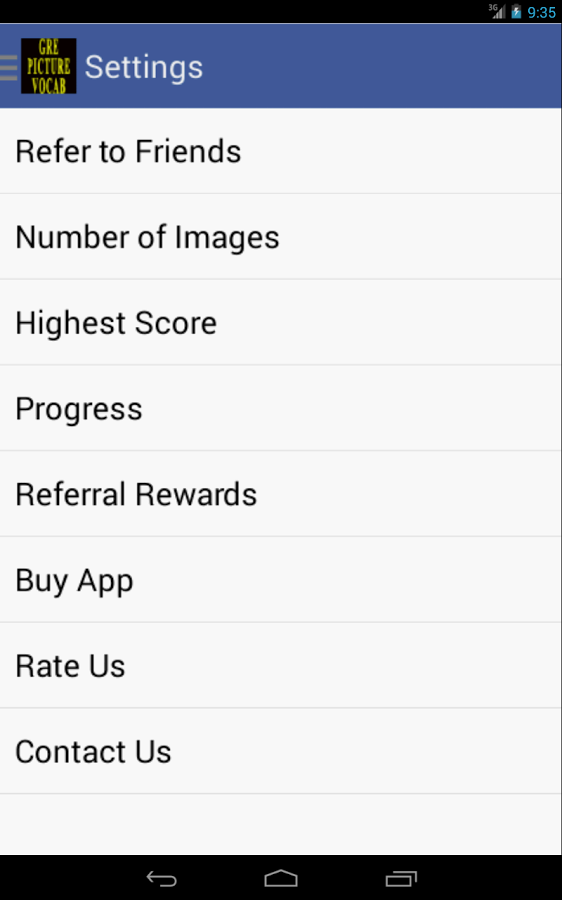 3G 9:35
GRE
PICTURE
VOCAB
Settings
Refer to Friends
Number of Images
Highest Score
Progress
Referral Rewards
Buy App
Rate Us
Contact Us